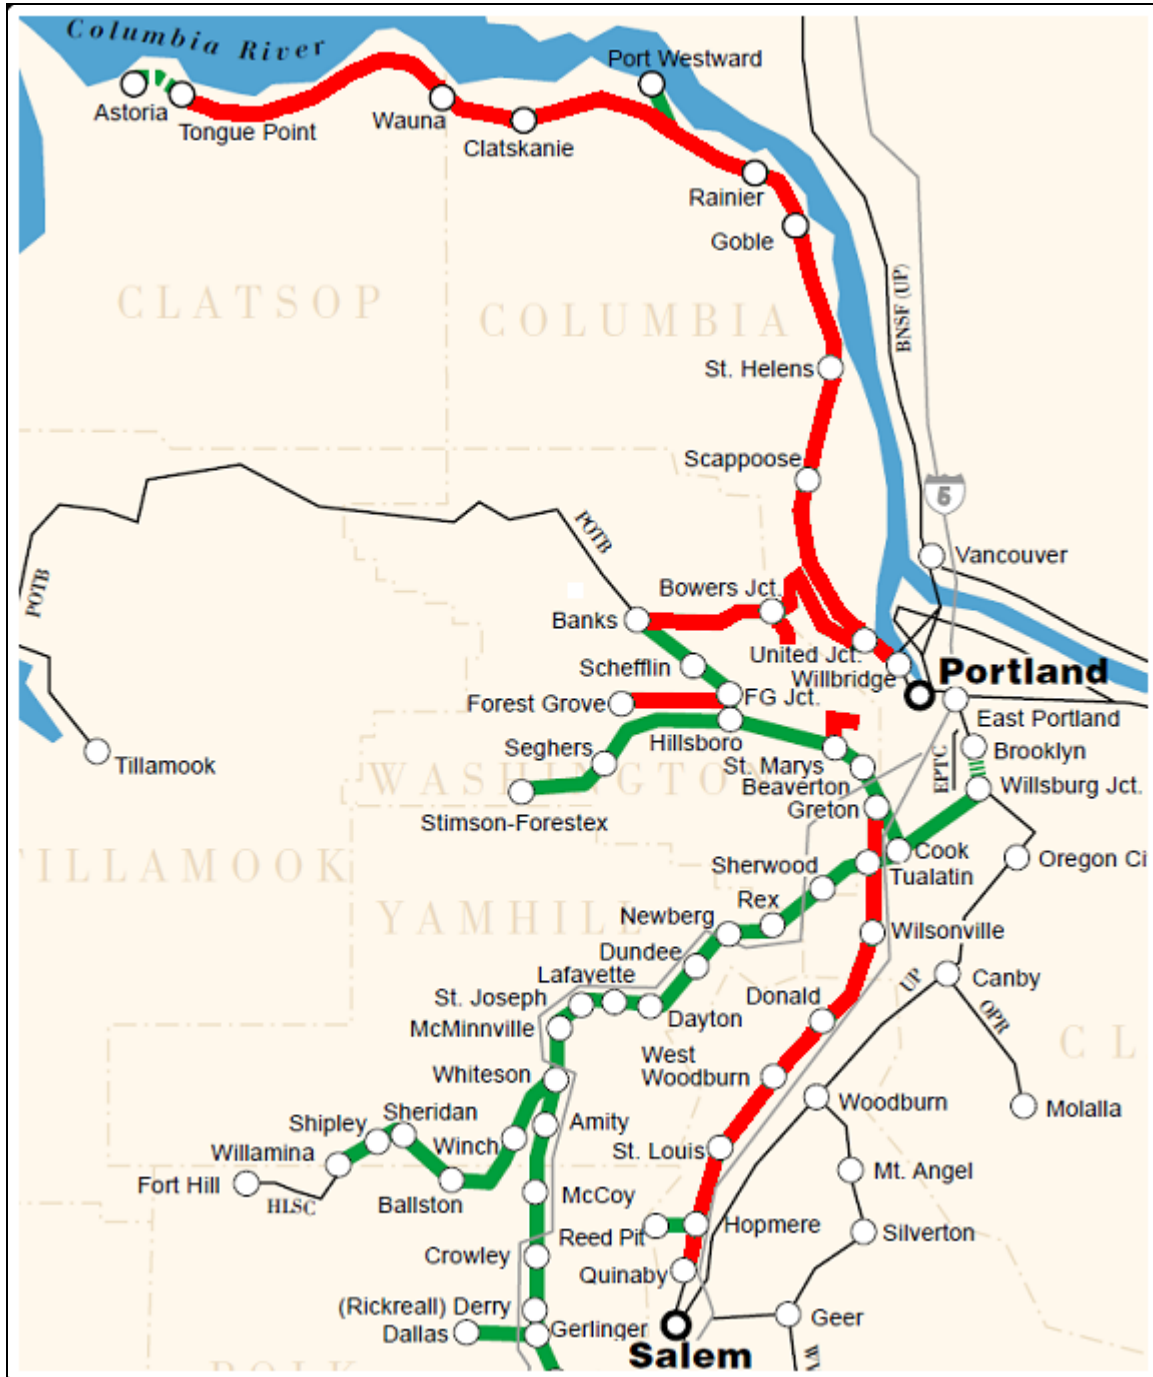 Columbia River
Port Westward
Astoria
Tongue Point
Wauna
Clatskanie
Rainier
Goble
BNSF (UP)
CLATSOP
COLUMBIA
St. Helens
Scappoose
5
POTB
POTB
Vancouver
Bowers Jct.
Banks
United Jct.
Schefflin
Willbridge
Portland
FG Jct.
Forest Grove
East Portland
Hillsboro
Seghers
St. Marys
Brooklyn
Tillamook
WASHINGTON
EPTC
Beaverton
Willsburg Jct.
Greton
Stimson-Forestex
Cook
Oregon Ci
TILLAMOOK
Sherwood
Tualatin
Rex
YAMHILL
Newberg
Wilsonville
Dundee
Lafayette
UP
Canby
St. Joseph
Donald
Dayton
OPR
McMinnville
CL
West
Woodburn
Whiteson
Woodburn
Molalla
Sheridan
Amity
Shipley
Winch
St. Louis
Willamina
Mt. Angel
Fort Hill
HLSC
Ballston
McCoy
Hopmere
Reed Pit
Silverton
Crowley
Quinaby
(Rickreall) Derry
Geer
Dallas
Gerlinger
Salem
POLK